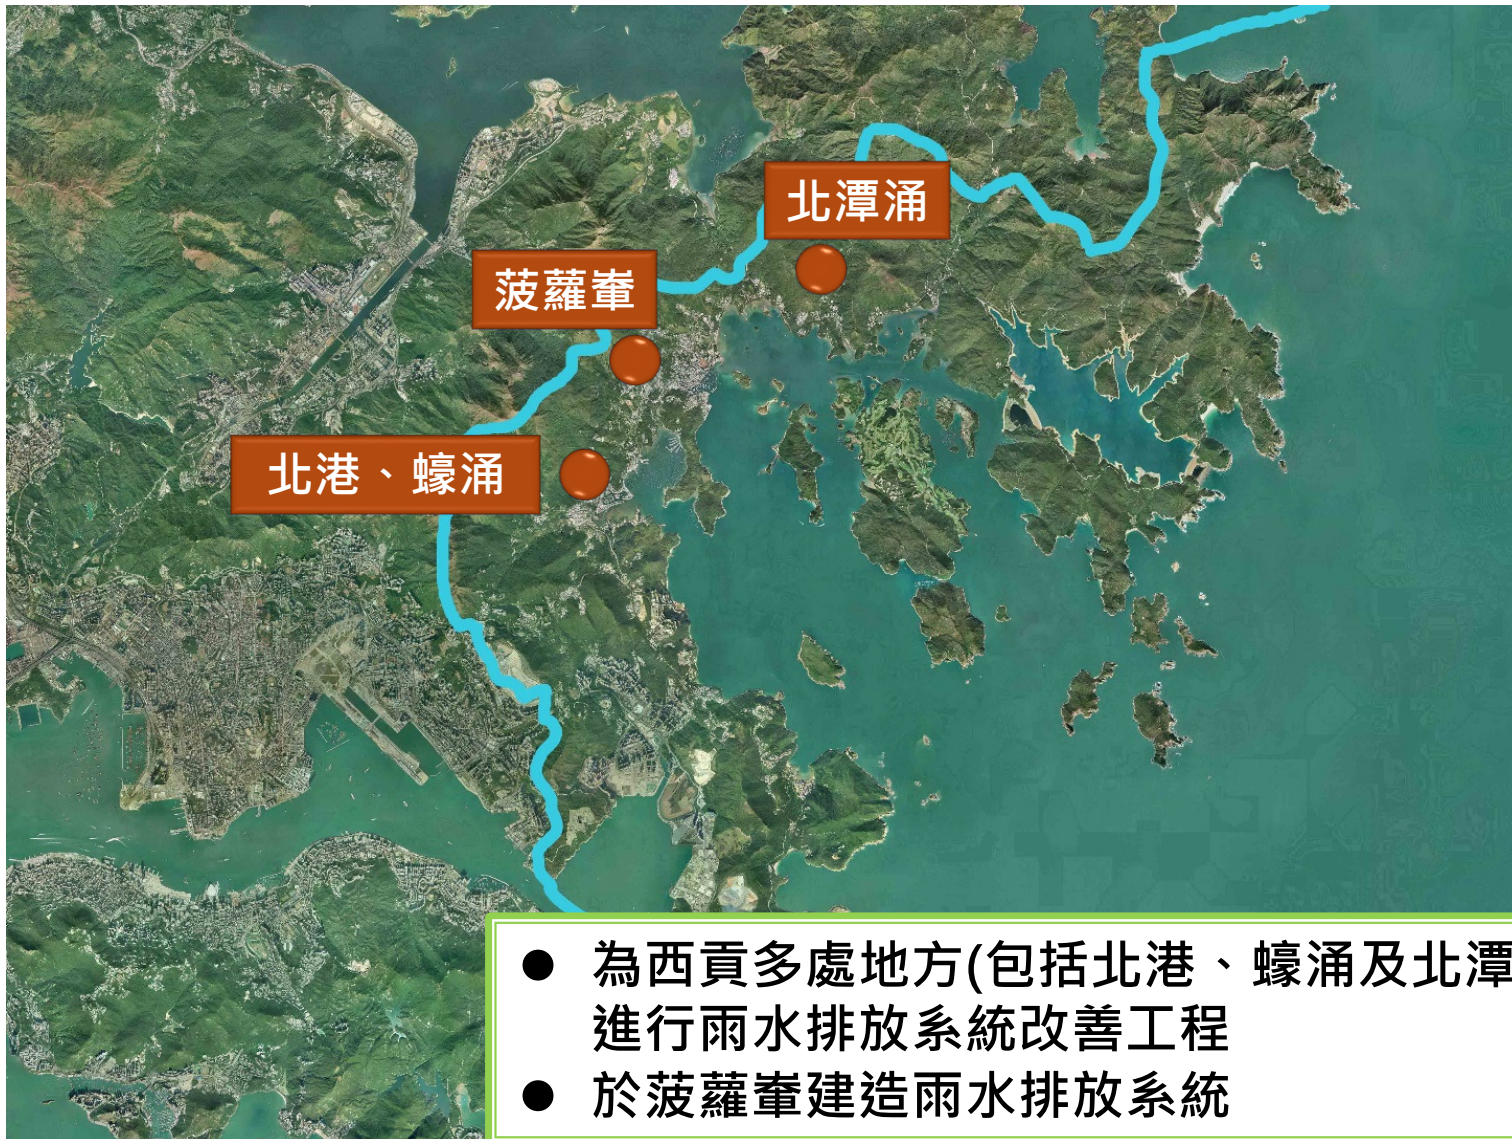 北潭涌
菠蘿輋
北港、蠔涌
● 為西貢多處地方(包括北港、蠔涌及北潭
進行雨水排放系統改善工程
● 於菠蘿輋建造雨水排放系統